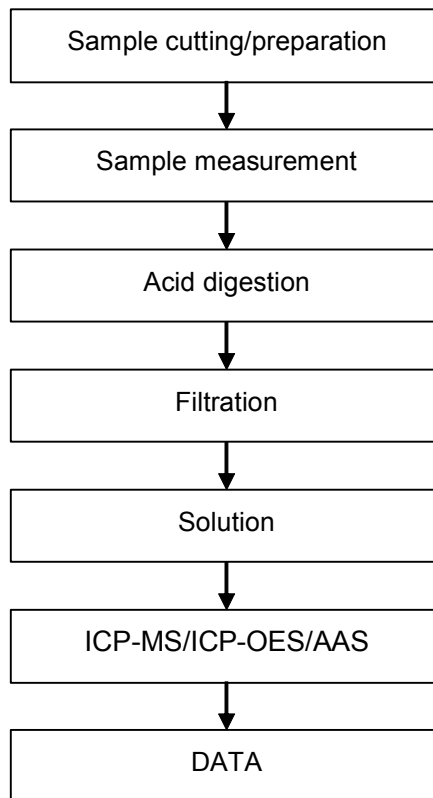 Sample cutting/preparation
Sample measurement
Acid digestion
Filtration
Solution
ICP-MS/ICP-OES/AAS
DATA